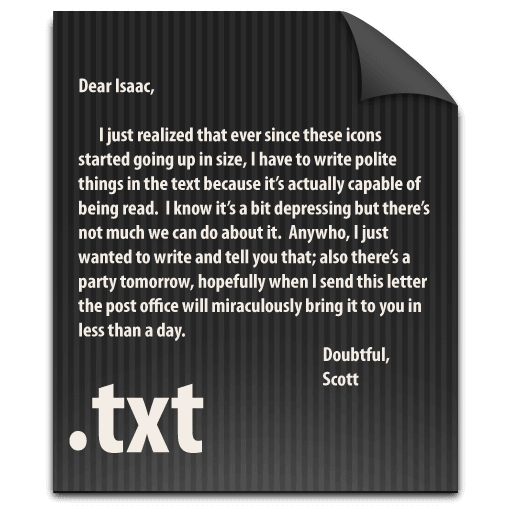 Dear Isaac,
I just realized that ever since these icons
started going up in size, I have to write polite
things in the text because it's actually capable of
being read.  I know it's a bit depressing but there's
not much we can do about it.  Anywho, I just
wanted to write and tell you that; also there's a
party tomorrow, hopefully when I send this letter
the post office will miraculously bring it to you in
less than a day.
Doubtful,
Scott
.txt